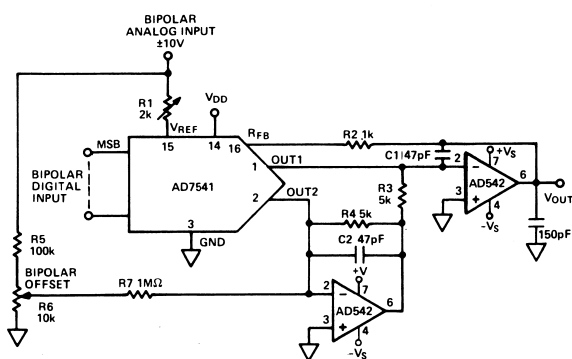 BIPOLAR
ANALOG INPUT
±10V
R1
2k
VDD
VREF
15
14
RFB
16
R2 1k
MSB
BIPOLAR
DIGITAL
INPUT
AD7541
1
OUT1
2
OUT2
3
GND
C1 47pF
R3
5k
+VS
2
7
−
AD542
6
3
+
4
−VS
VOUT
150pF
R4 5k
C2 47pF
R5
100k
BIPOLAR
OFFSET
R6
10k
R7 1MΩ
+V
2
7
−
AD542
6
3
+
4
−VS